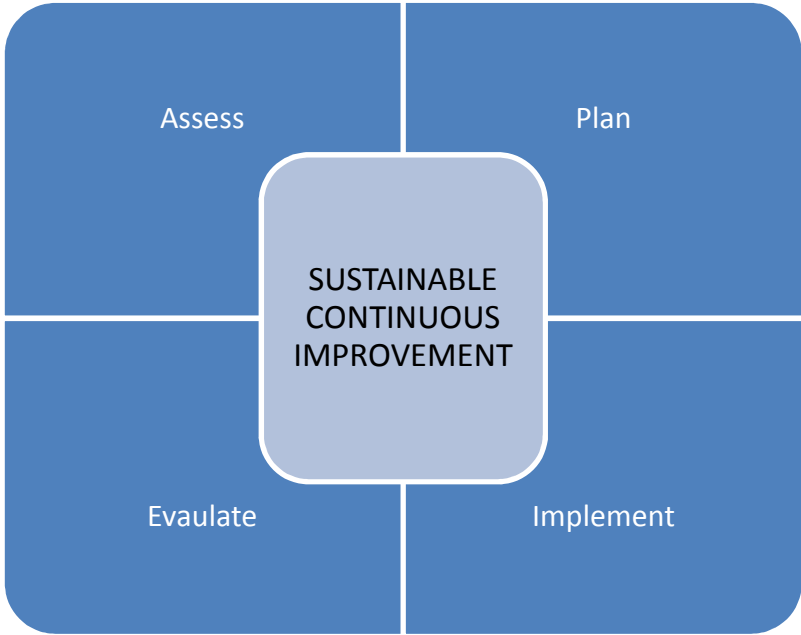 Assess
Plan
SUSTAINABLE
CONTINUOUS
IMPROVEMENT
Evaulate
Implement